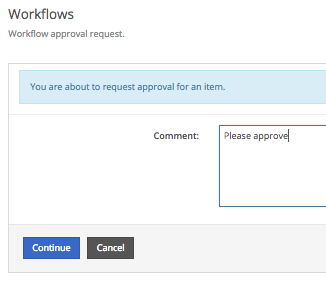 Workflows
Workflow approval request.
You are about to request approval for an item.
Comment: Please approve
Continue Cancel